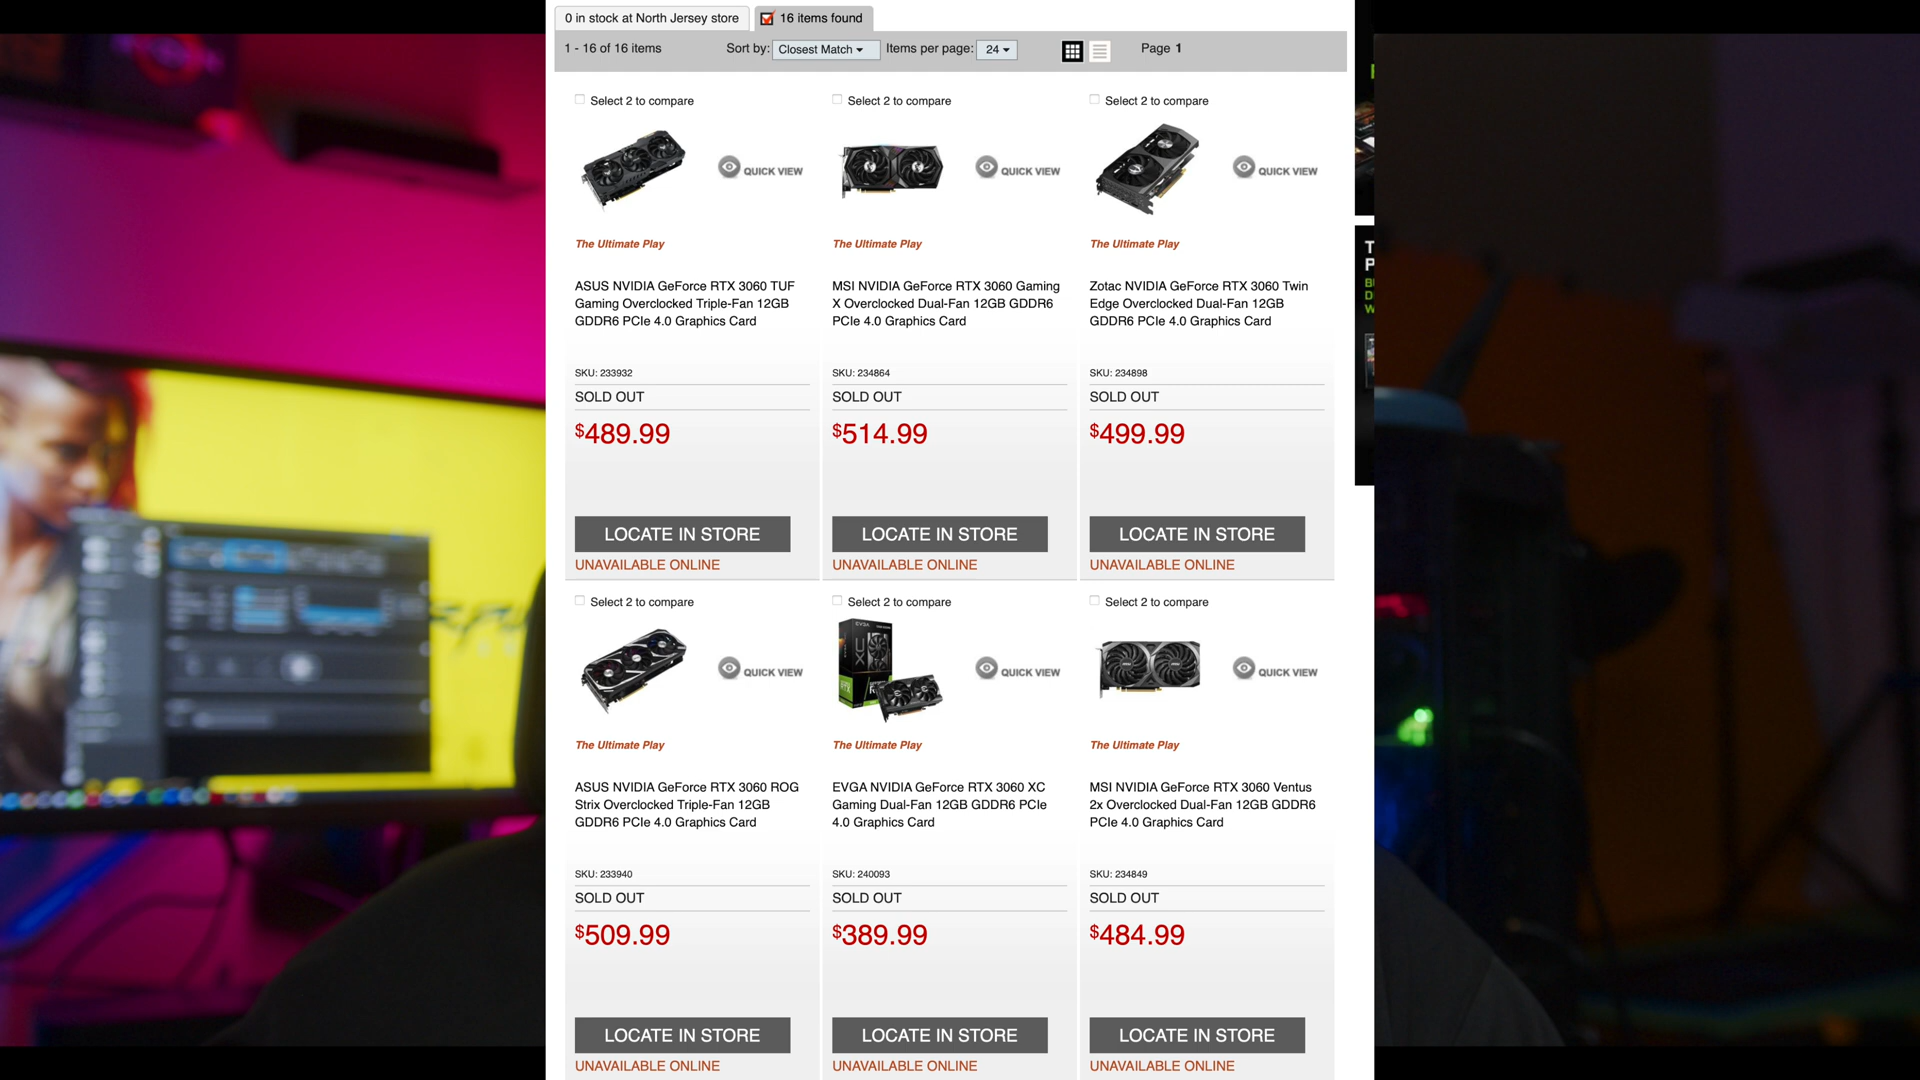 0 in stock at North Jersey store
16 items found
1 - 16 of 16 items
Sort by: Closest Match
Items per page: 24
Page 1
Select 2 to compare
Select 2 to compare
Select 2 to compare
QUICK VIEW
QUICK VIEW
QUICK VIEW
The Ultimate Play
The Ultimate Play
The Ultimate Play
ASUS NVIDIA GeForce RTX 3060 TUF
Gaming Overclocked Triple-Fan 12GB
GDDR6 PCIe 4.0 Graphics Card
MSI NVIDIA GeForce RTX 3060 Gaming
X Overclocked Dual-Fan 12GB GDDR6
PCIe 4.0 Graphics Card
Zotac NVIDIA GeForce RTX 3060 Twin
Edge Overclocked Dual-Fan 12GB
GDDR6 PCIe 4.0 Graphics Card
SKU: 233932
SKU: 234864
SKU: 234898
SOLD OUT
SOLD OUT
SOLD OUT
$489.99
$514.99
$499.99
LOCATE IN STORE
LOCATE IN STORE
LOCATE IN STORE
UNAVAILABLE ONLINE
UNAVAILABLE ONLINE
UNAVAILABLE ONLINE
Select 2 to compare
Select 2 to compare
Select 2 to compare
QUICK VIEW
QUICK VIEW
QUICK VIEW
The Ultimate Play
The Ultimate Play
The Ultimate Play
ASUS NVIDIA GeForce RTX 3060 ROG
Strix Overclocked Triple-Fan 12GB
GDDR6 PCIe 4.0 Graphics Card
EVGA NVIDIA GeForce RTX 3060 XC
Gaming Dual-Fan 12GB GDDR6 PCIe
4.0 Graphics Card
MSI NVIDIA GeForce RTX 3060 Ventus
2x Overclocked Dual-Fan 12GB GDDR6
PCIe 4.0 Graphics Card
SKU: 233940
SKU: 240093
SKU: 234849
SOLD OUT
SOLD OUT
SOLD OUT
$509.99
$389.99
$484.99
LOCATE IN STORE
LOCATE IN STORE
LOCATE IN STORE
UNAVAILABLE ONLINE
UNAVAILABLE ONLINE
UNAVAILABLE ONLINE